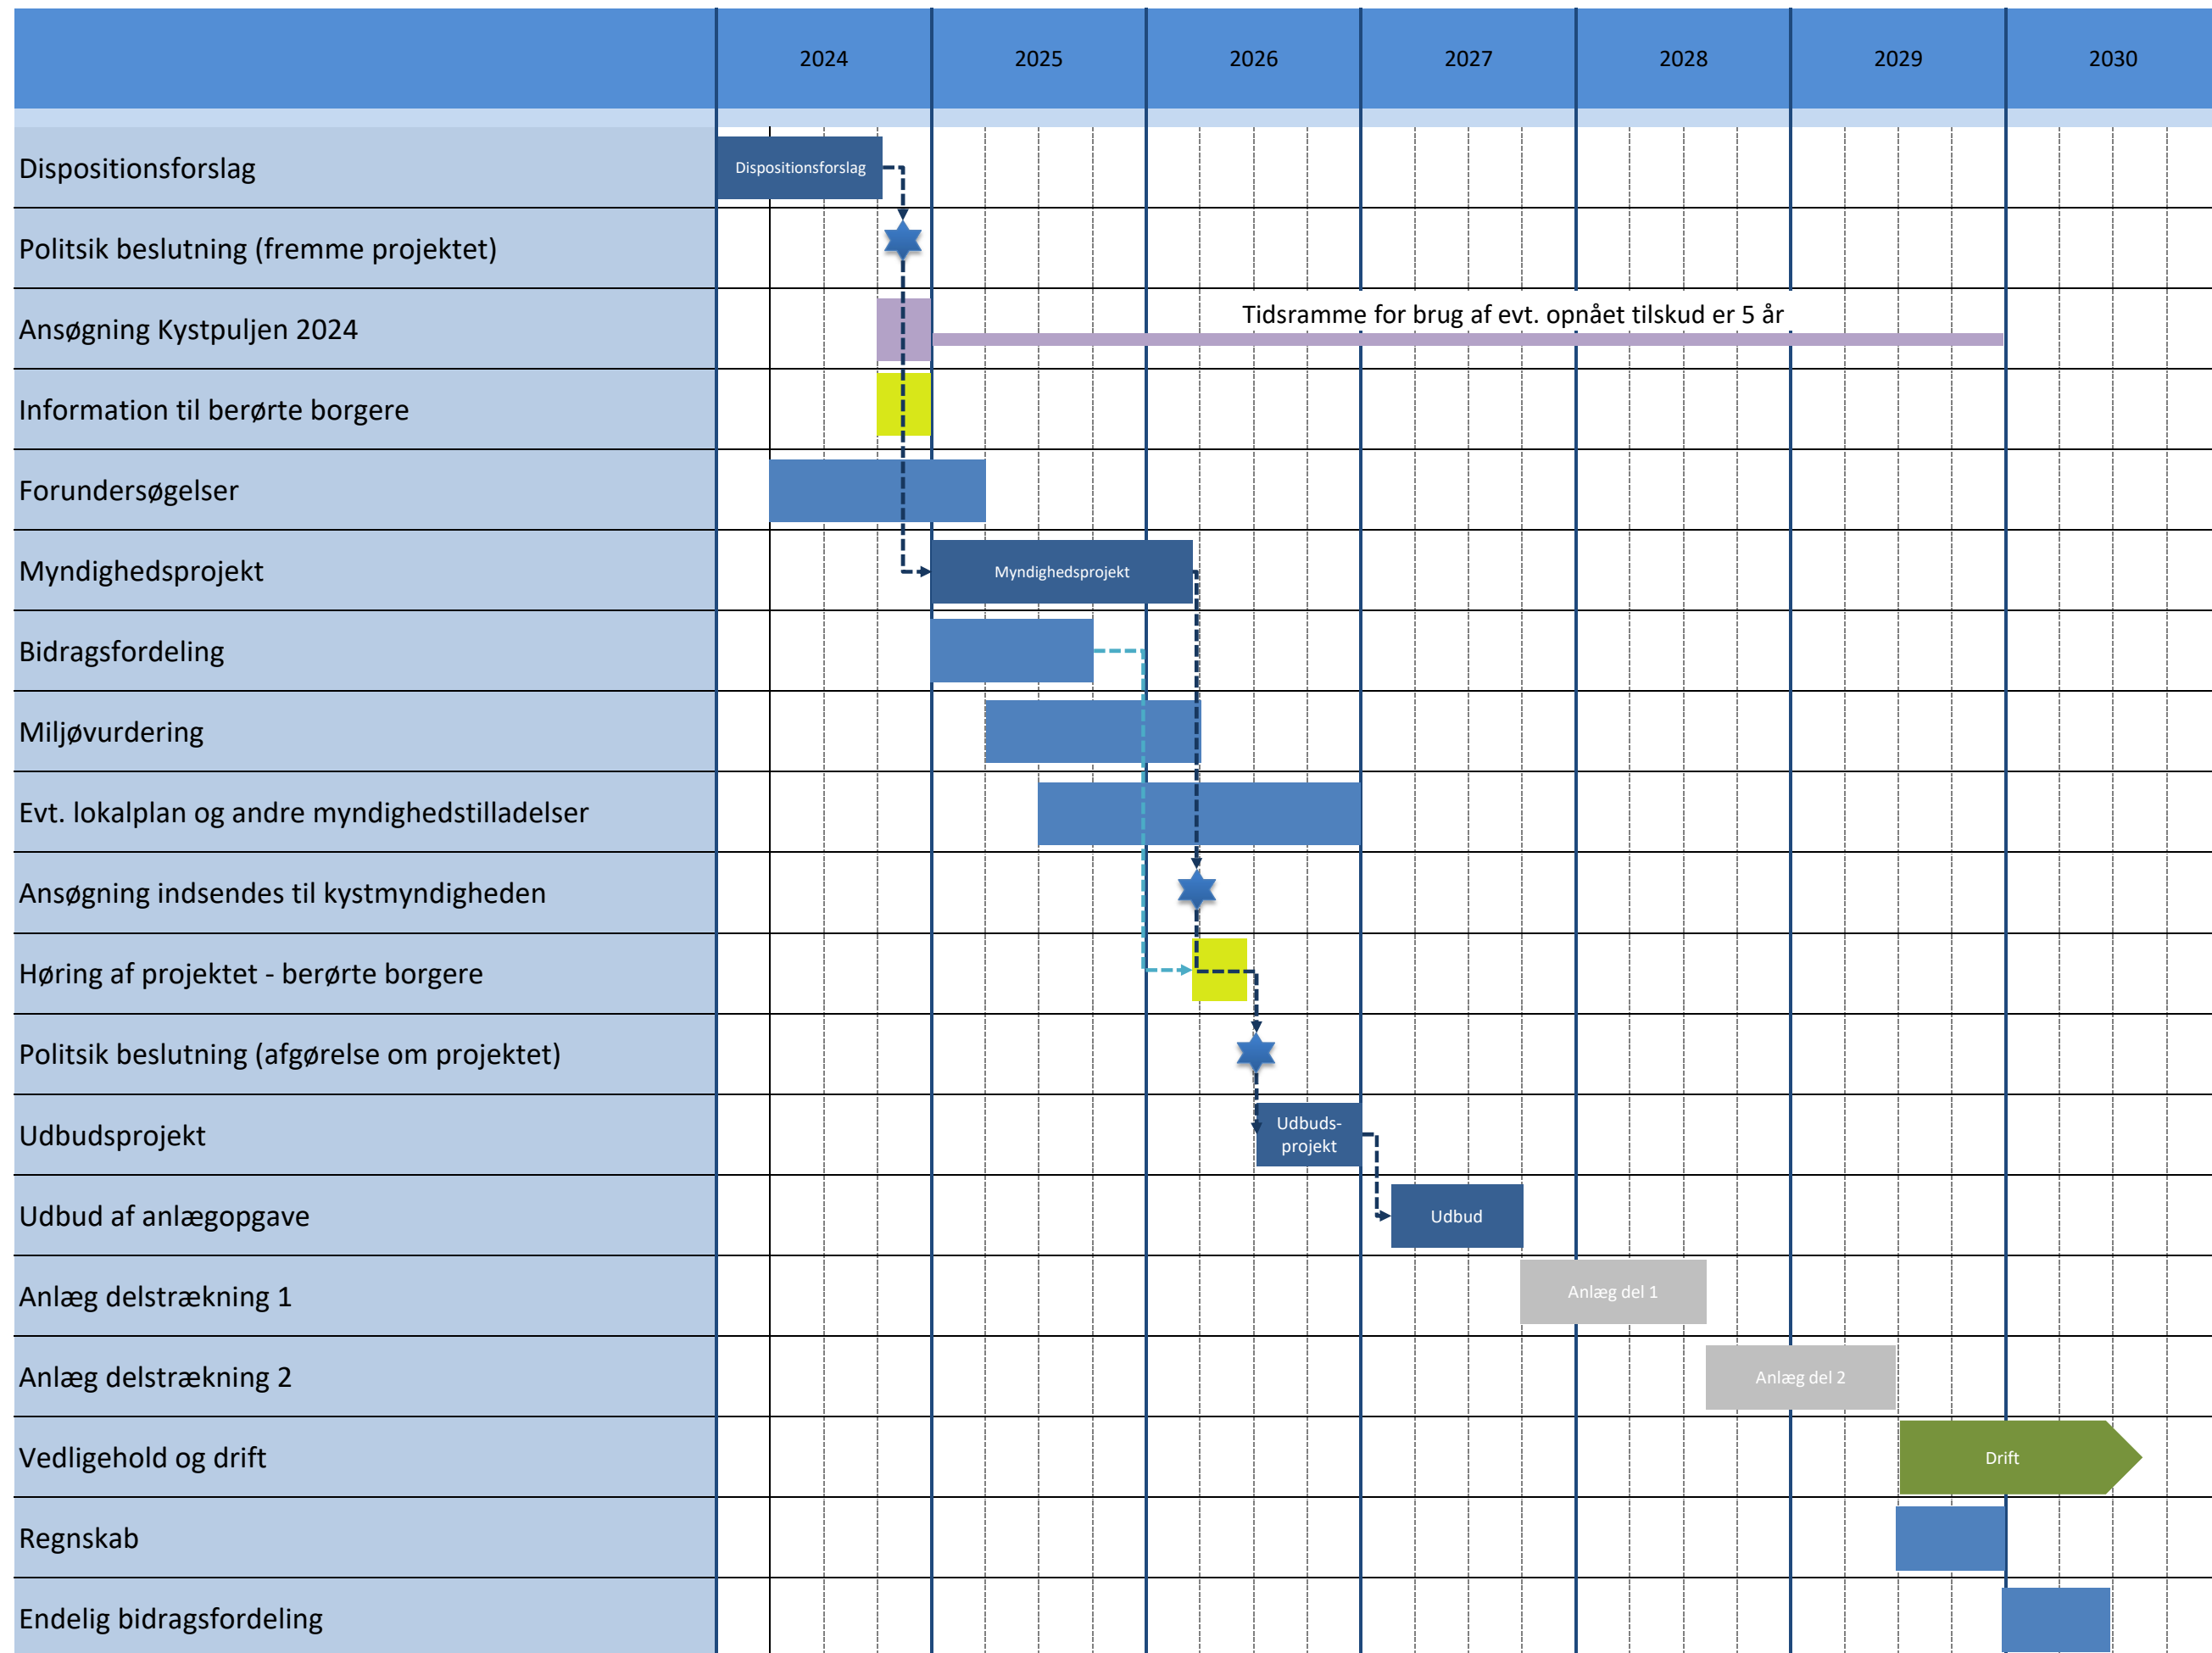 2024 2025 2026 2027 2028 2029 2030
Dispositionsforslag
Dispositionsforslag
Politsik beslutning (fremme projektet)
Ansøgning Kystpuljen 2024
Tidsramme for brug af evt. opnået tilskud er 5 år
Information til berørte borgere
Forundersøgelser
Myndighedsprojekt
Myndighedsprojekt
Bidragsfordeling
Miljøvurdering
Evt. lokalplan og andre myndighedstilladelser
Ansøgning indsendes til kystmyndigheden
Høring af projektet - berørte borgere
Politsik beslutning (afgørelse om projektet)
Udbudsprojekt
Udbuds-
projekt
Udbud af anlægopgave
Udbud
Anlæg delstrækning 1
Anlæg del 1
Anlæg delstrækning 2
Anlæg del 2
Vedligehold og drift
Drift
Regnskab
Endelig bidragsfordeling